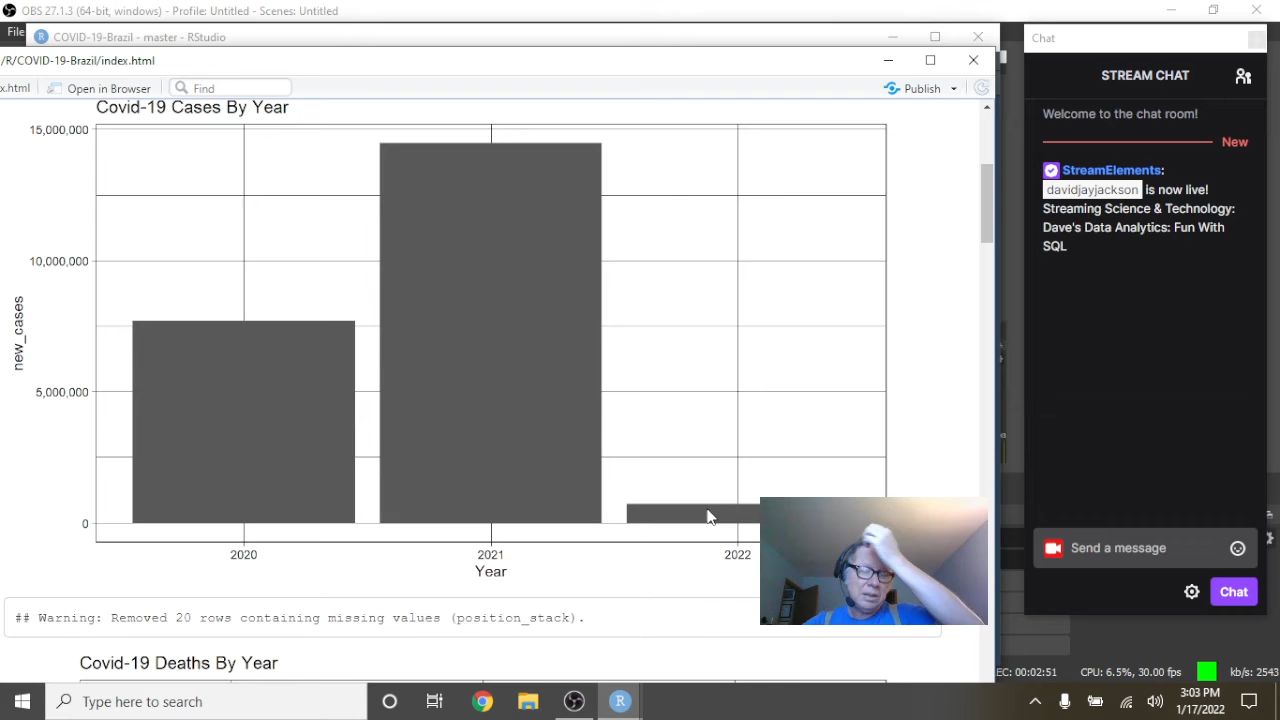 OBS 27.1.3 (64-bit, windows) - Profile: Untitled - Scenes: Untitled
File
COVID-19-Brazil - master - RStudio
/R/COVID-19-Brazil/index.html
x.html
Open in Browser
Find
Publish
Covid-19 Cases By Year
15,000,000
10,000,000
5,000,000
0
new_cases
2020
2021
2022
Year
## Warning: Removed 20 rows containing missing values (position_stack).
Covid-19 Deaths By Year
Chat
STREAM CHAT
Welcome to the chat room!
New
StreamElements:
davidjayjackson is now live!
Streaming Science & Technology:
Dave's Data Analytics: Fun With
SQL
Send a message
Chat
EC: 00:02:51
CPU: 6.5%, 30.00 fps
kb/s: 2543
Type here to search
R
3:03 PM
1/17/2022